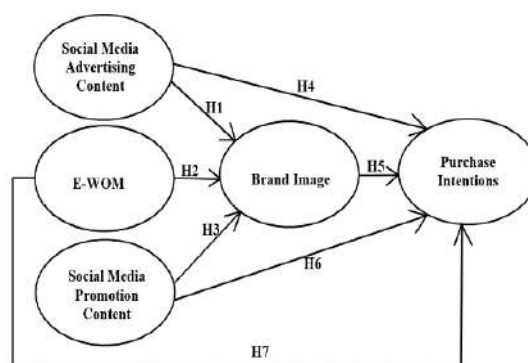 Social Media
Advertising
Content
H4
H1
E-WOM
H2
Brand Image
H5
Purchase
Intentions
H3
Social Media
Promotion
Content
H6
H7